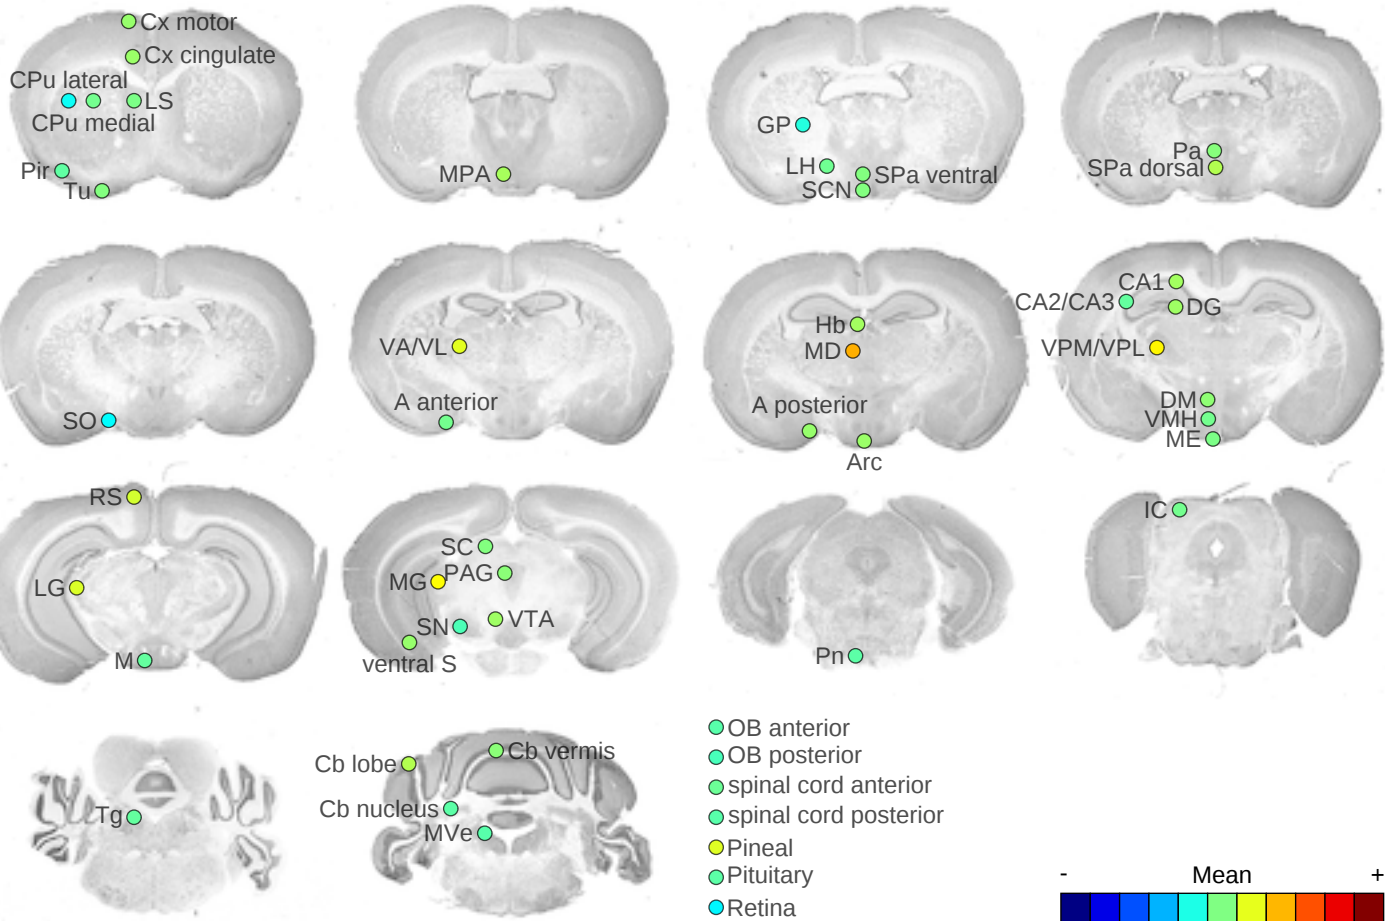 Cx motor
Cx cingulate
CPu lateral
LS
CPu medial
Pir
Tu
MPA
GP
LH
SPa ventral
SCN
Pa
SPa dorsal
SO
VA/VL
A anterior
Hb
MD
A posterior
Arc
CA1
CA2/CA3
DG
VPM/VPL
DM
VMH
ME
RS
LG
M
SC
PAG
MG
SN
VTA
ventral S
Pn
IC
Tg
Cb vermis
Cb lobe
Cb nucleus
MVe
OB anterior
OB posterior
spinal cord anterior
spinal cord posterior
Pineal
Pituitary
Retina
- Mean +